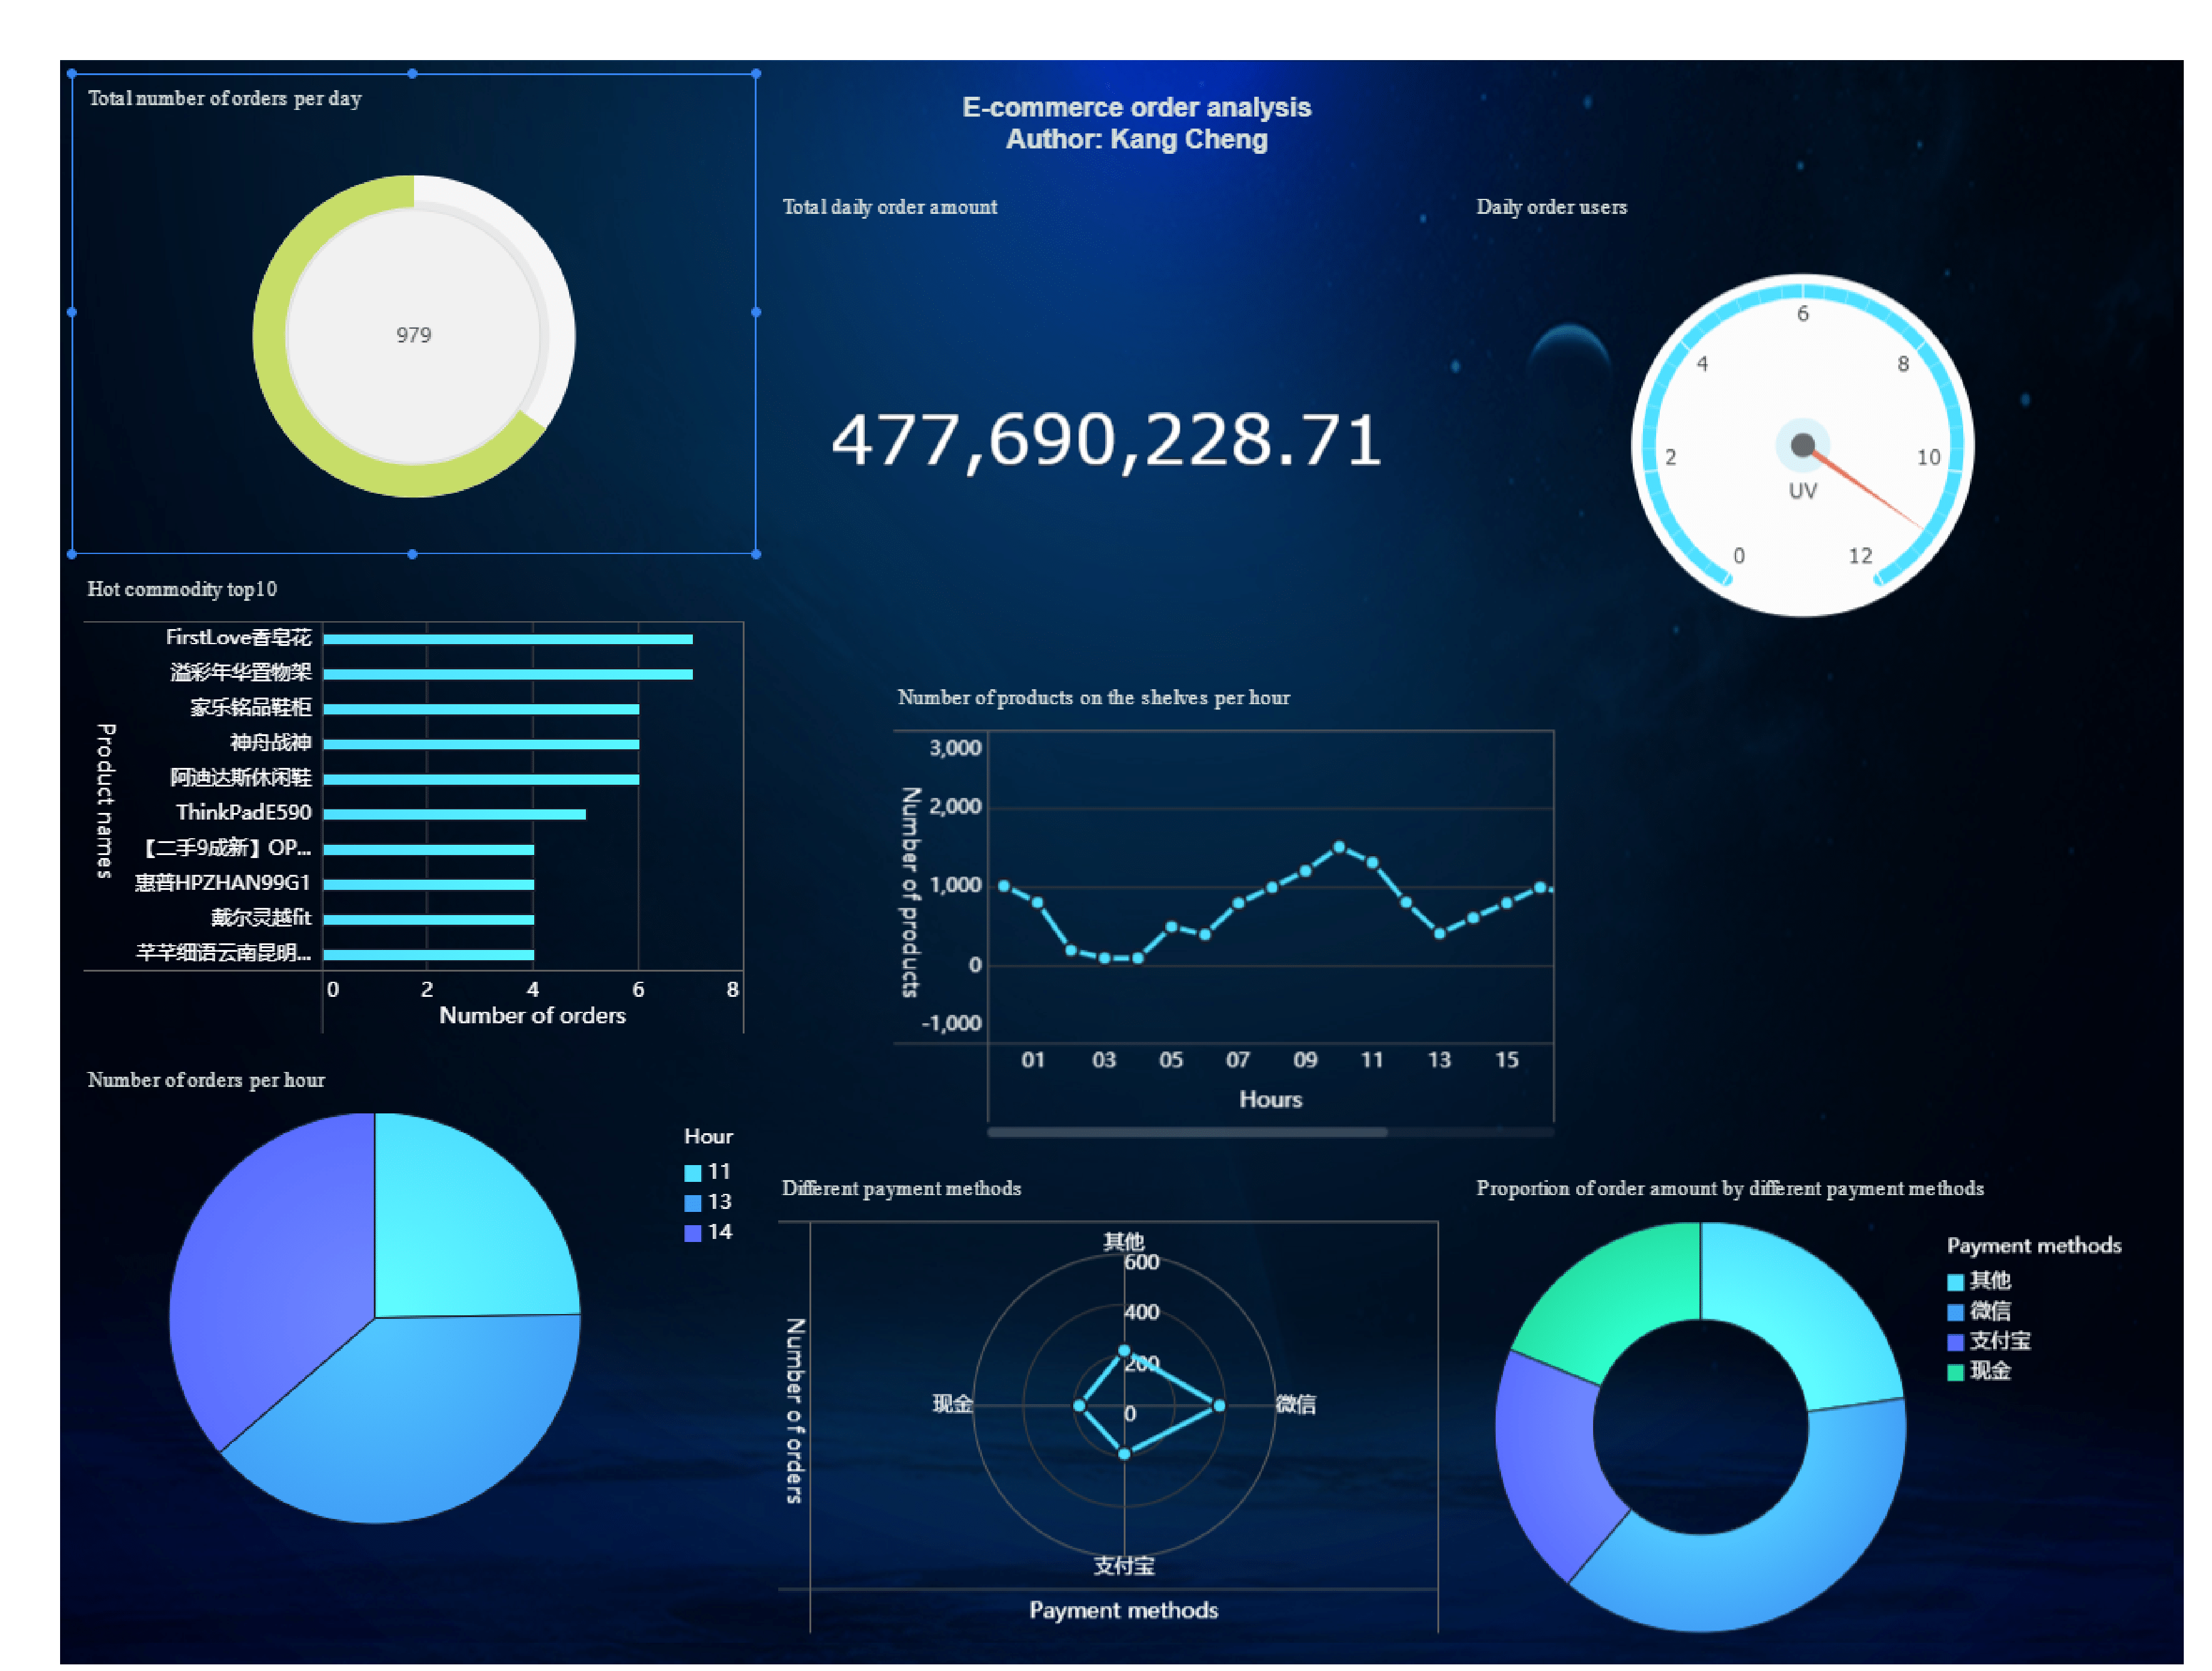 Total number of orders per day
979
E-commerce order analysis
Author: Kang Cheng
Total daily order amount
477,690,228.71
Daily order users
0
2
4
6
8
10
12
UV
Hot commodity top10
Product names
FirstLove香皂花
溢彩年华置物架
家乐铭品鞋柜
神舟战神
阿迪达斯休闲鞋
ThinkPadE590
【二手9成新】OP...
惠普HPZHAN99G1
戴尔灵越fit
芊芊细语云南昆明...
0 2 4 6 8
Number of orders
Number of products on the shelves per hour
Number of products
3,000
2,000
1,000
0
-1,000
01 03 05 07 09 11 13 15
Hours
Number of orders per hour
Hour
11
13
14
Different payment methods
Number of orders
其他
600
400
200
0
现金
微信
支付宝
Payment methods
Proportion of order amount by different payment methods
Payment methods
其他
微信
支付宝
现金